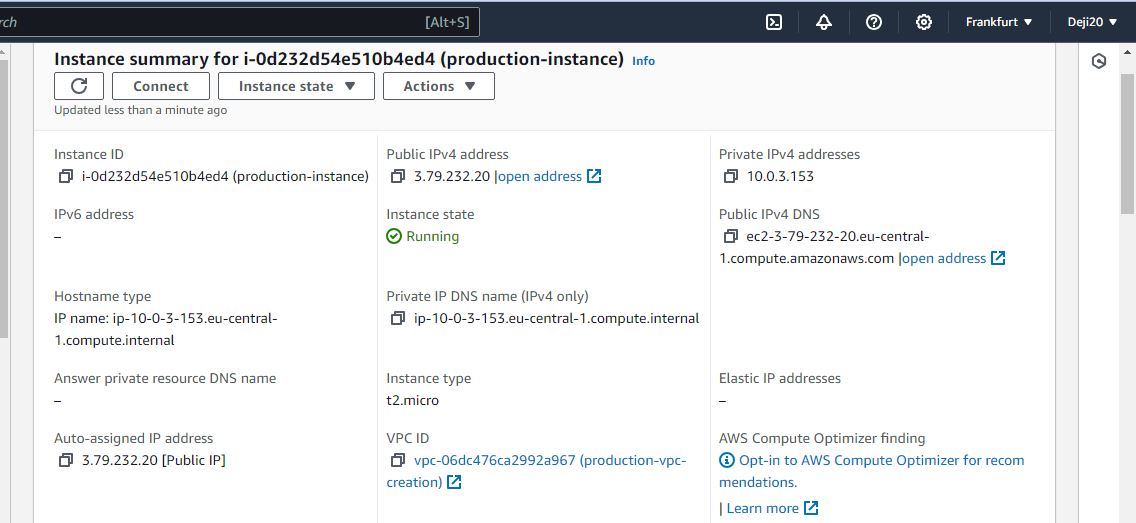 rch [Alt+S] Frankfurt ▼ Deji20 ▼
Instance summary for i-0d232d54e510b4ed4 (production-instance) Info
Connect Instance state ▼ Actions ▼
Updated less than a minute ago
Instance ID
i-0d232d54e510b4ed4 (production-instance)
Public IPv4 address
3.79.232.20 |open address
Private IPv4 addresses
10.0.3.153
IPv6 address
–
Instance state
Running
Public IPv4 DNS
ec2-3-79-232-20.eu-central-
1.compute.amazonaws.com |open address
Hostname type
IP name: ip-10-0-3-153.eu-central-
1.compute.internal
Private IP DNS name (IPv4 only)
ip-10-0-3-153.eu-central-1.compute.internal
Answer private resource DNS name
–
Instance type
t2.micro
Elastic IP addresses
–
Auto-assigned IP address
3.79.232.20 [Public IP]
VPC ID
vpc-06dc476ca2992a967 (production-vpc-
creation)
AWS Compute Optimizer finding
Opt-in to AWS Compute Optimizer for recom
mendations.
| Learn more